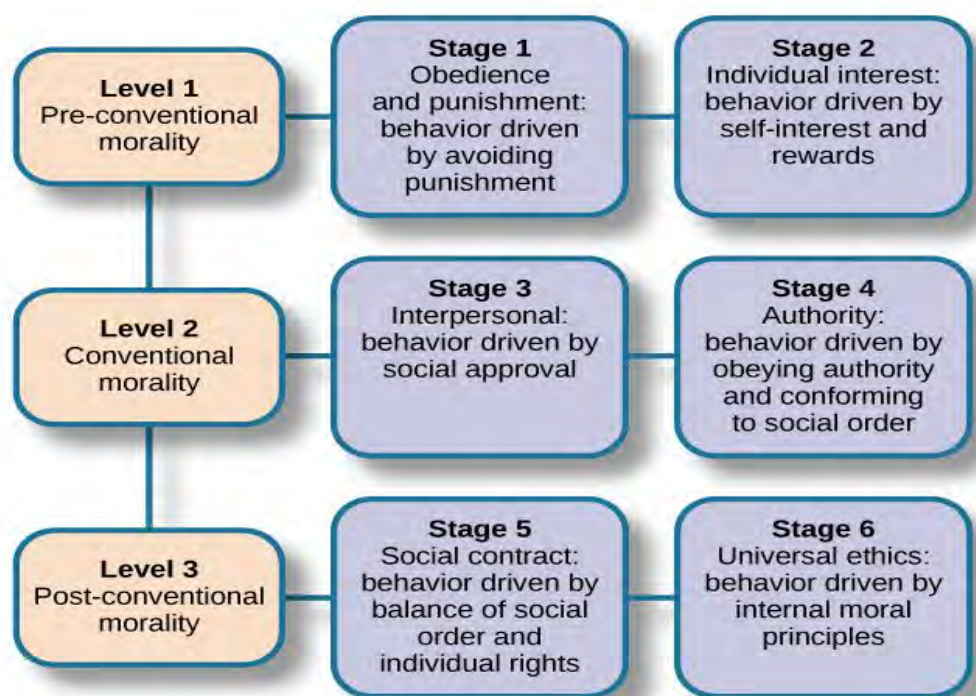 Level 1
Pre-conventional
morality
Stage 1
Obedience
and punishment:
behavior driven
by avoiding
punishment
Stage 2
Individual interest:
behavior driven by
self-interest and
rewards
Level 2
Conventional
morality
Stage 3
Interpersonal:
behavior driven by
social approval
Stage 4
Authority:
behavior driven by
obeying authority
and conforming
to social order
Level 3
Post-conventional
morality
Stage 5
Social contract:
behavior driven by
balance of social
order and
individual rights
Stage 6
Universal ethics:
behavior driven by
internal moral
principles